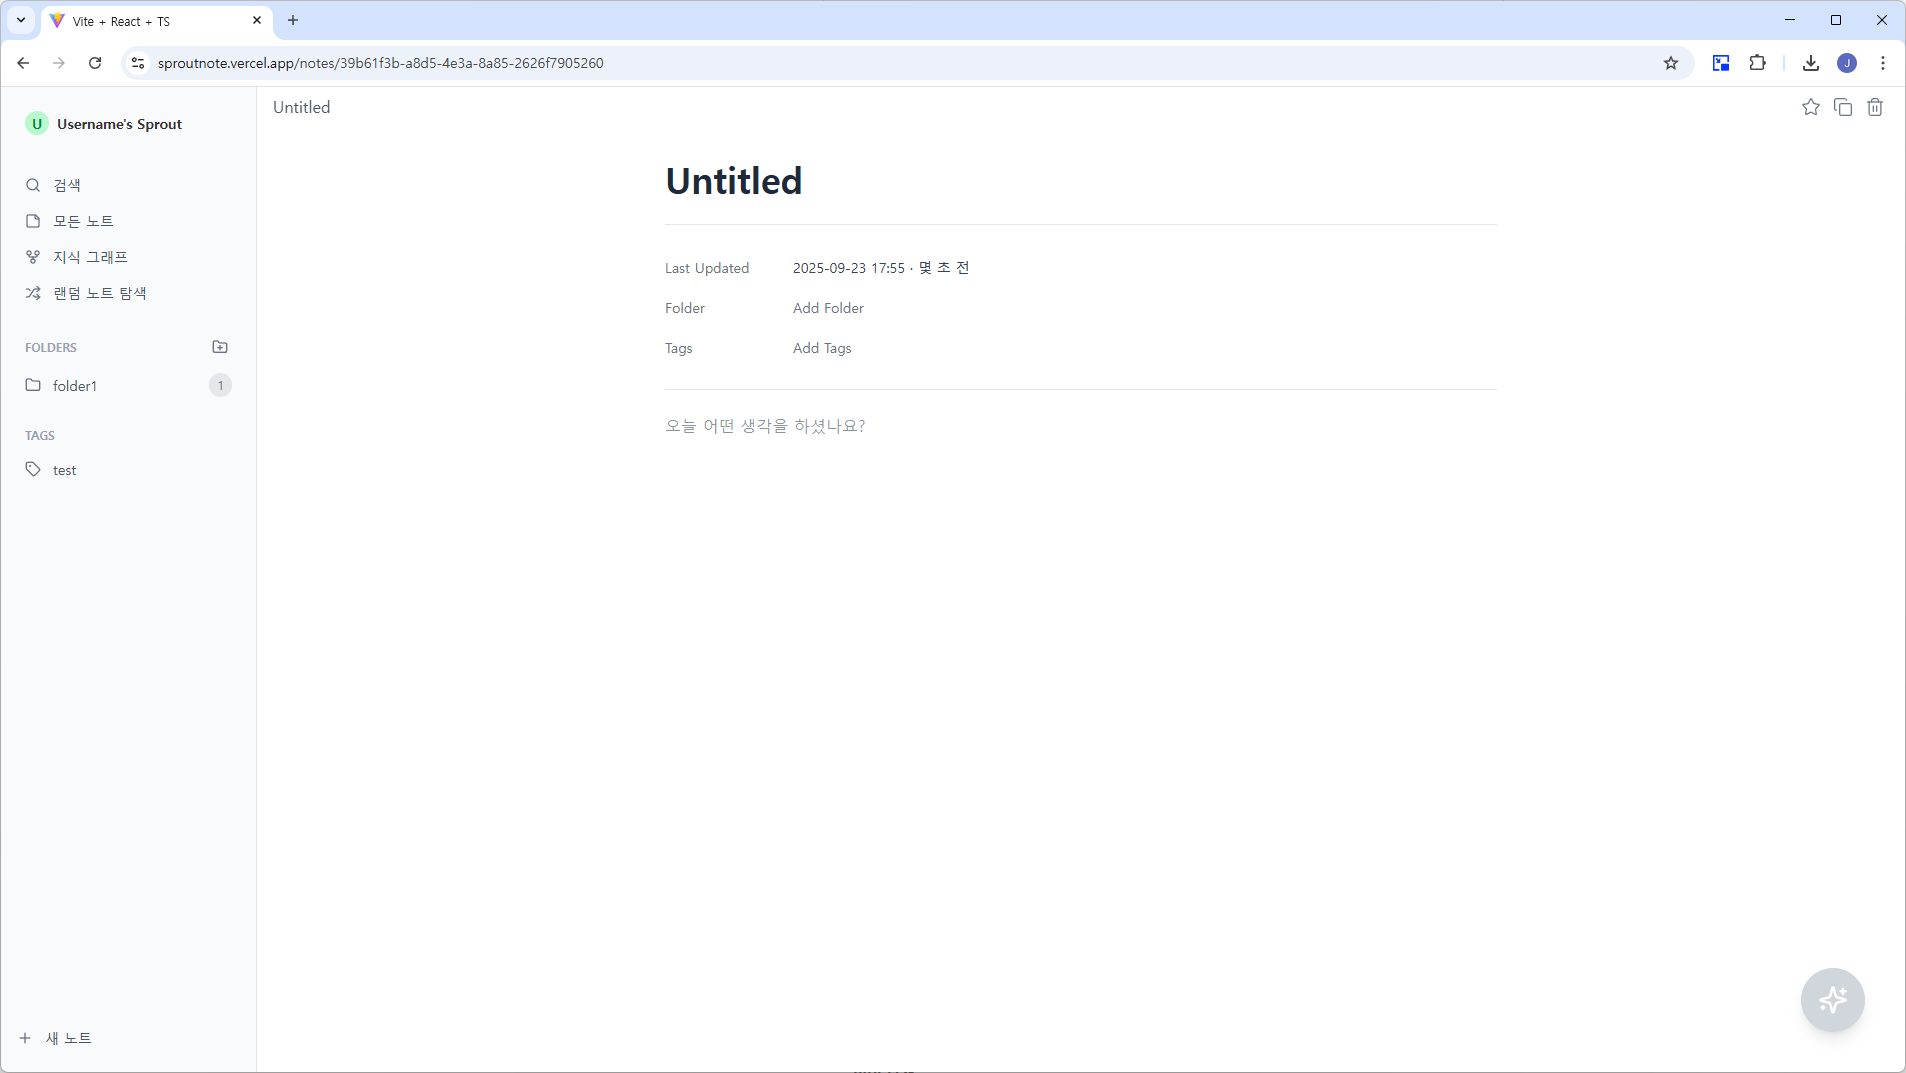 Vite + React + TS
sproutnote.vercel.app/notes/39b61f3b-a8d5-4e3a-8a85-2626f7905260
J
U Username's Sprout
검색
모든 노트
지식 그래프
랜덤 노트 탐색
FOLDERS
folder1 1
TAGS
test
새 노트
Untitled
Untitled
Last Updated 2025-09-23 17:55 · 몇 초 전
Folder Add Folder
Tags Add Tags
오늘 어떤 생각을 하셨나요?